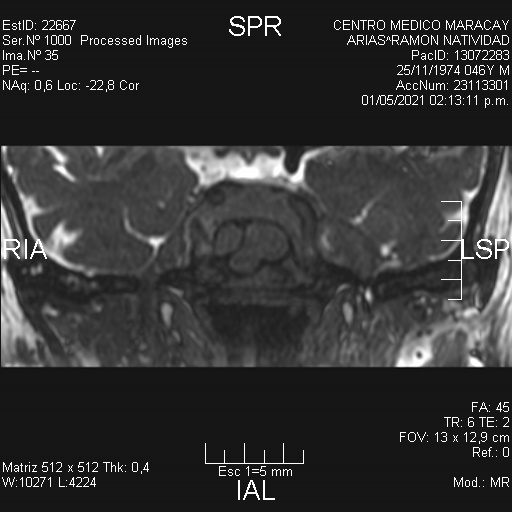 EstID: 22667
Ser.Nº 1000 Processed Images
Ima.Nº 35
PE= --
NAq: 0,6 Loc: -22,8 Cor
SPR
CENTRO MEDICO MARACAY
ARIAS^RAMON NATIVIDAD
PacID: 13072283
25/11/1974 046Y M
AccNum: 23113301
01/05/2021 02:13:11 p.m.
RIA
LSP
FA: 45
TR: 6 TE: 2
FOV: 13 x 12,9 cm
Ref.: 0
Mod.: MR
Matriz 512 x 512 Thk: 0,4
W:10271 L:4224
Esc 1=5 mm
IAL